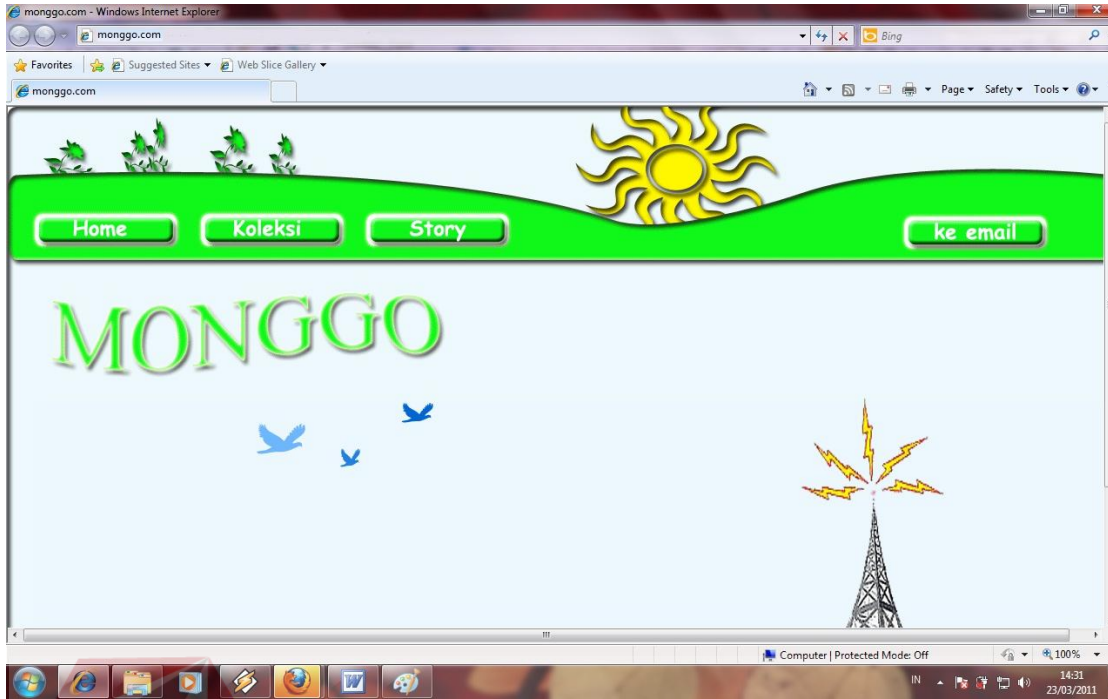 monggo.com - Windows Internet Explorer
monggo.com
Bing
Favorites Suggested Sites Web Slice Gallery
monggo.com Page Safety Tools
Home Koleksi Story ke email
MONGGO
Computer | Protected Mode: Off 100%
IN 14:31
23/03/2011